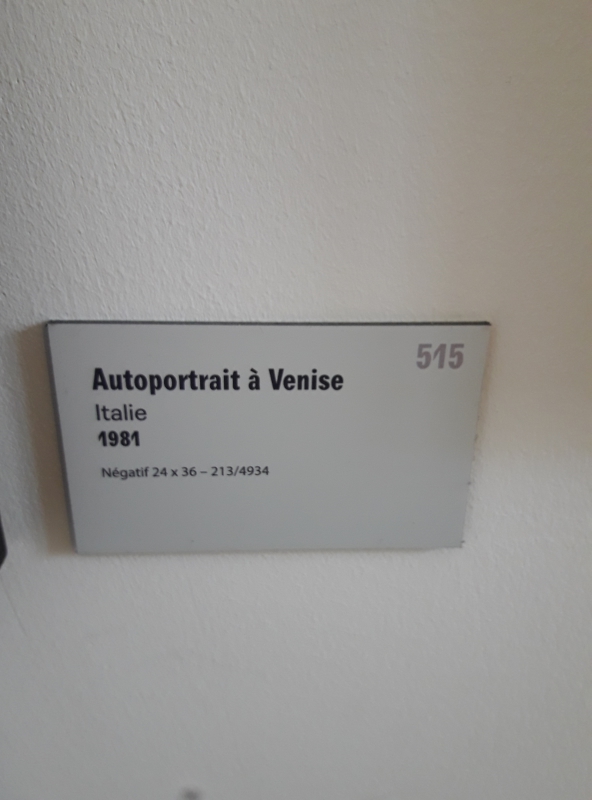 515
Autoportrait à Venise
Italie
1981
Négatif 24 x 36 – 213/4934